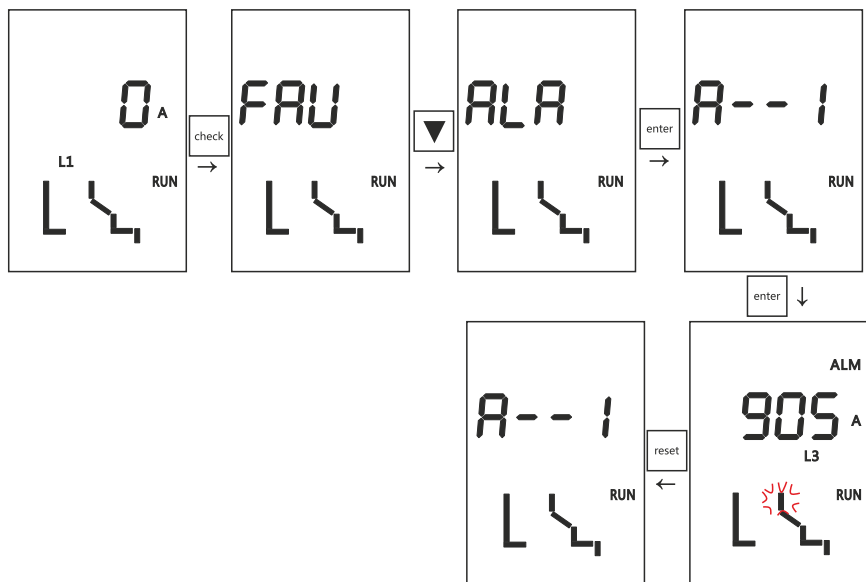 0 A
L1
RUN
check
→
FAU
RUN
▼
→
ALA
RUN
enter
→
A--1
RUN
enter ↓
ALM
905 A
L3
RUN
reset
←
A--1
RUN